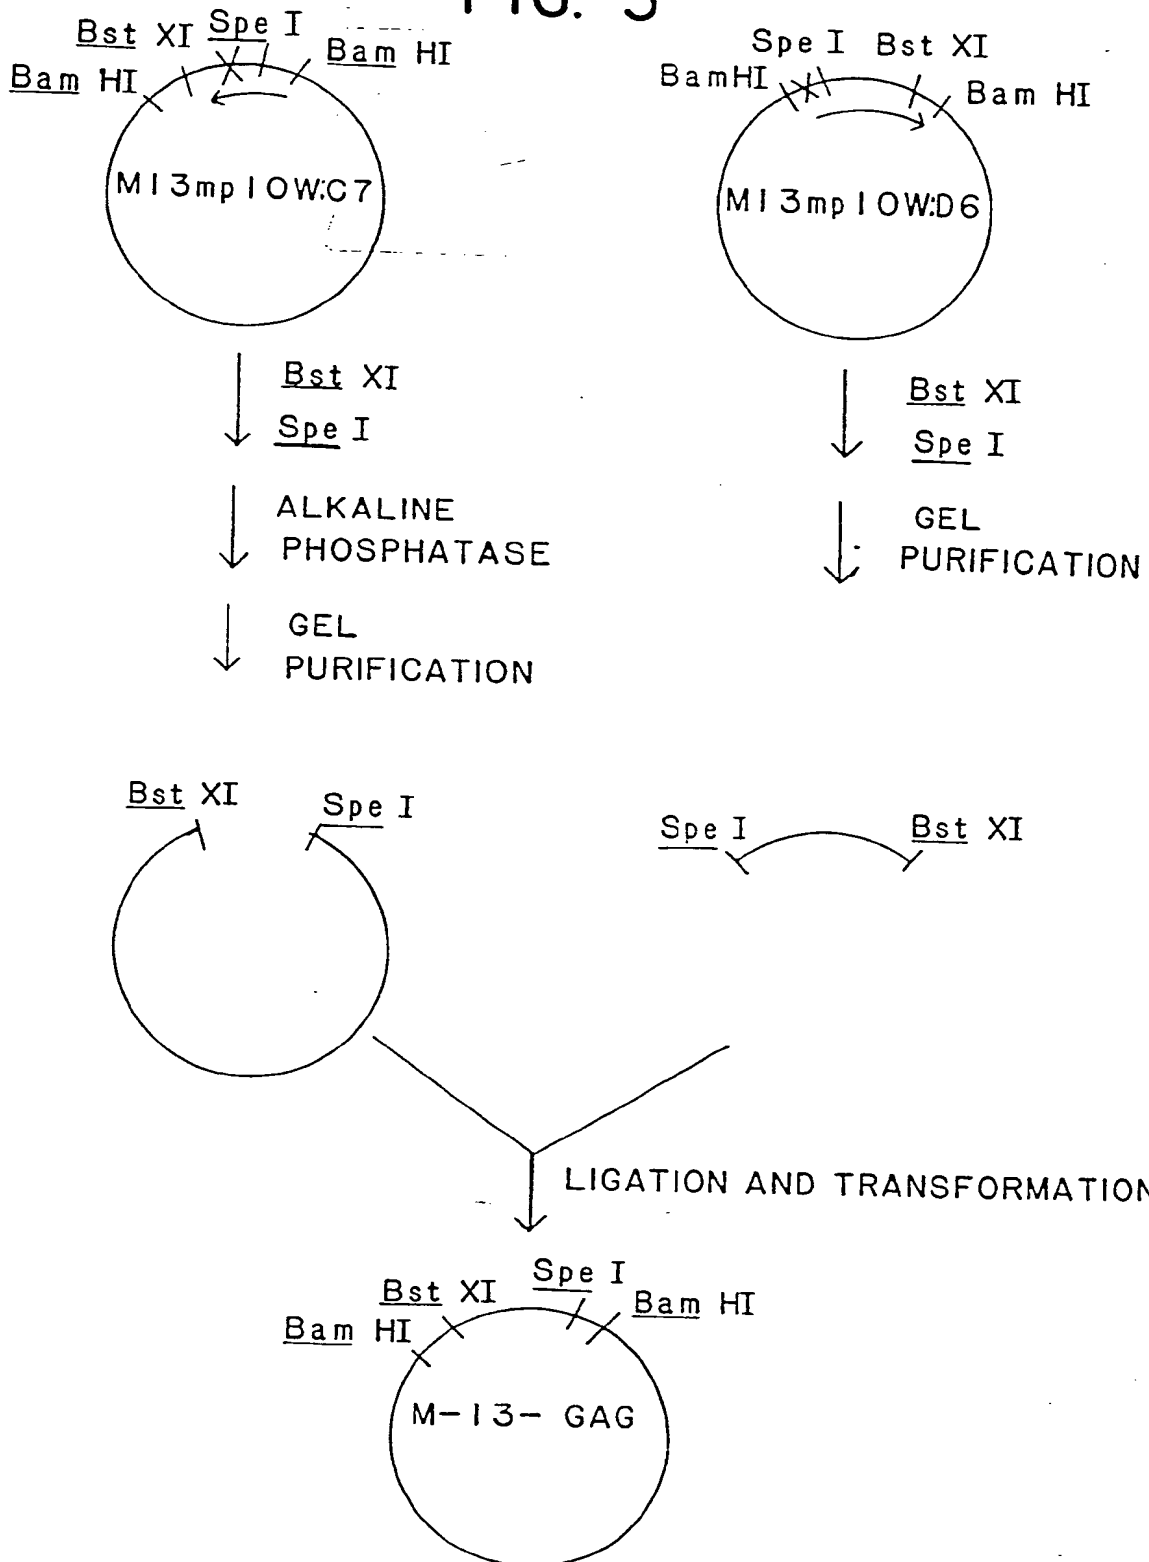 FIG. 5
Bst XI Spe I
Bam HI Bam HI
M13mp10W:C7
Spe I Bst XI
BamHI Bam HI
M13mp10W:D6
Bst XI
Spe I
ALKALINE
PHOSPHATASE
GEL
PURIFICATION
Bst XI
Spe I
GEL
PURIFICATION
Bst XI Spe I
Spe I Bst XI
LIGATION AND TRANSFORMATION
Bst XI Spe I
Bam HI Bam HI
M-13- GAG